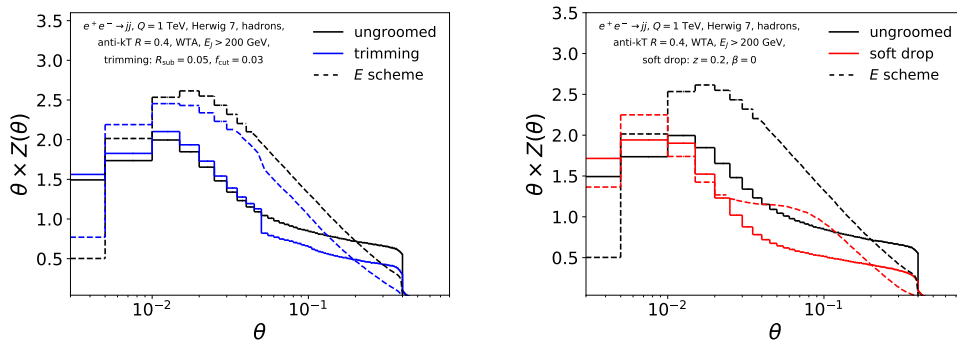 e⁺e⁻→jj, Q = 1 TeV, Herwig 7, hadrons,
anti-kT R = 0.4, WTA, E_J > 200 GeV,
trimming: R_sub = 0.05, f_cut = 0.03
ungroomed
trimming
E scheme
θ × Z(θ)
3.5
3.0
2.5
2.0
1.5
1.0
0.5
10⁻²
10⁻¹
θ
e⁺e⁻→jj, Q = 1 TeV, Herwig 7, hadrons,
anti-kT R = 0.4, WTA, E_J > 200 GeV,
soft drop: z = 0.2, β = 0
ungroomed
soft drop
E scheme
θ × Z(θ)
3.5
3.0
2.5
2.0
1.5
1.0
0.5
10⁻²
10⁻¹
θ